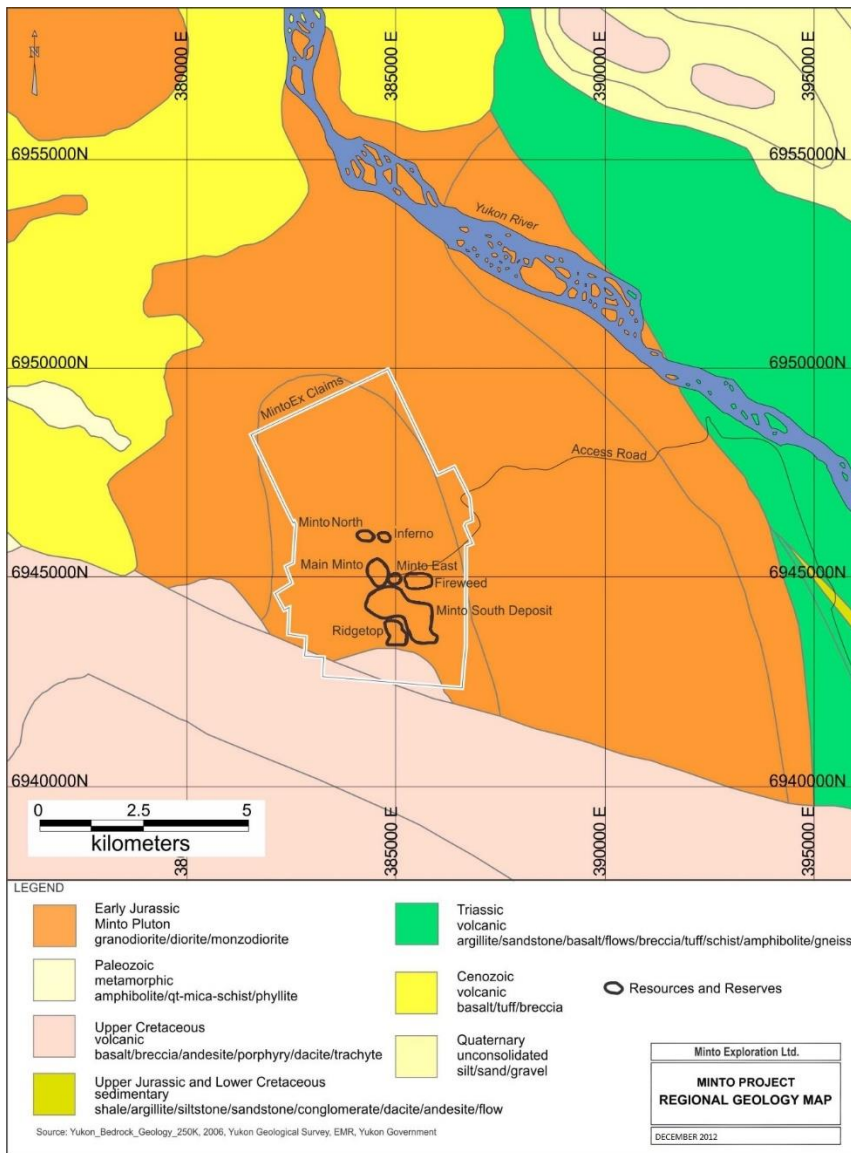 N
380000 E
385000 E
390000 E
395000 E
6955000N
6955000N
Yukon River
6950000N
6950000N
MintoEx Claims
Access Road
Minto North
Inferno
Main Minto
Minto East
6945000N
6945000N
Fireweed
Minto South Deposit
Ridgetop
6940000N
6940000N
0 2.5 5
kilometers
385000 E
390000 E
395000 E
LEGEND
Early Jurassic
Minto Pluton
granodiorite/diorite/monzodiorite
Paleozoic
metamorphic
amphibolite/qt-mica-schist/phyllite
Upper Cretaceous
volcanic
basalt/breccia/andesite/porphyry/dacite/trachyte
Upper Jurassic and Lower Cretaceous
sedimentary
shale/argillite/siltstone/sandstone/conglomerate/dacite/andesite/flow
Triassic
volcanic
argillite/sandstone/basalt/flows/breccia/tuff/schist/amphibolite/gneiss
Cenozoic
volcanic
basalt/tuff/breccia
Quaternary
unconsolidated
silt/sand/gravel
Resources and Reserves
Minto Exploration Ltd.
MINTO PROJECT
REGIONAL GEOLOGY MAP
DECEMBER 2012
Source: Yukon_Bedrock_Geology_250K, 2006, Yukon Geological Survey, EMR, Yukon Government